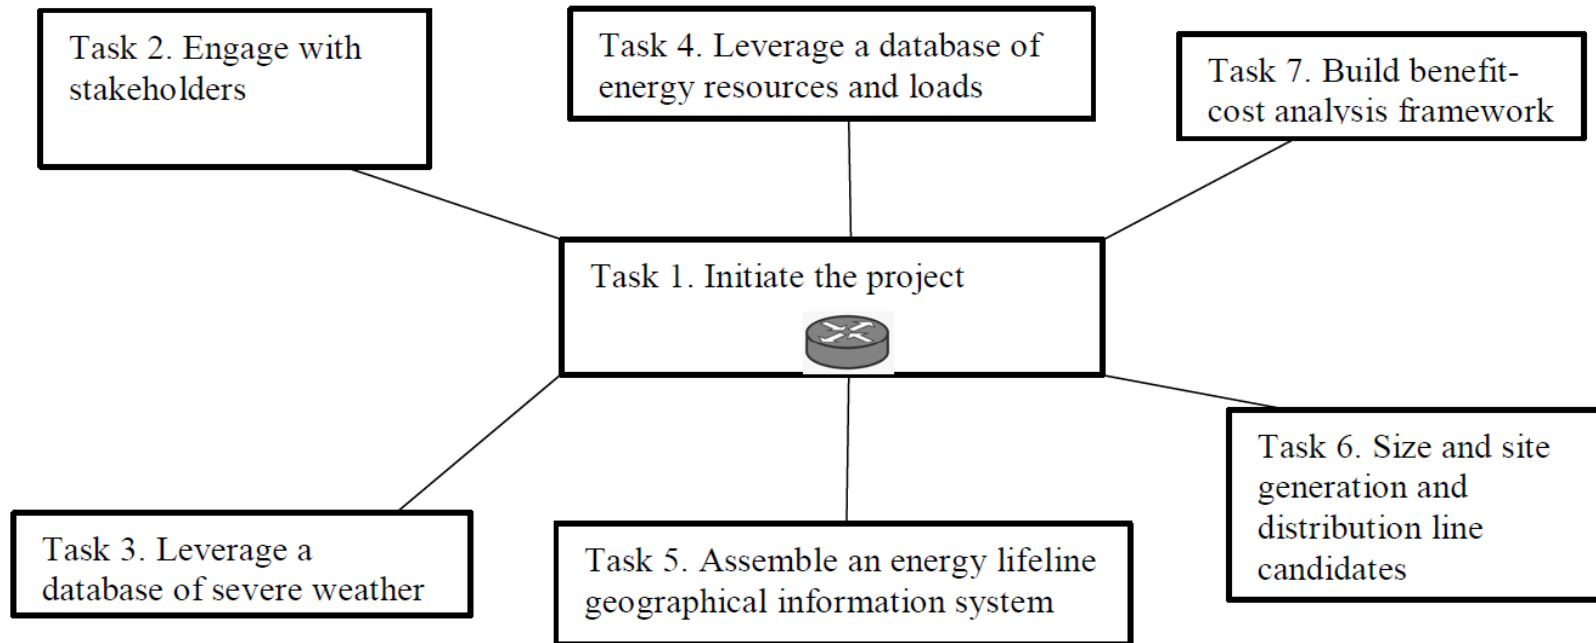 Task 2. Engage with
stakeholders
Task 4. Leverage a database of
energy resources and loads
Task 7. Build benefit-
cost analysis framework
Task 1. Initiate the project
Task 3. Leverage a
database of severe weather
Task 5. Assemble an energy lifeline
geographical information system
Task 6. Size and site
generation and
distribution line
candidates